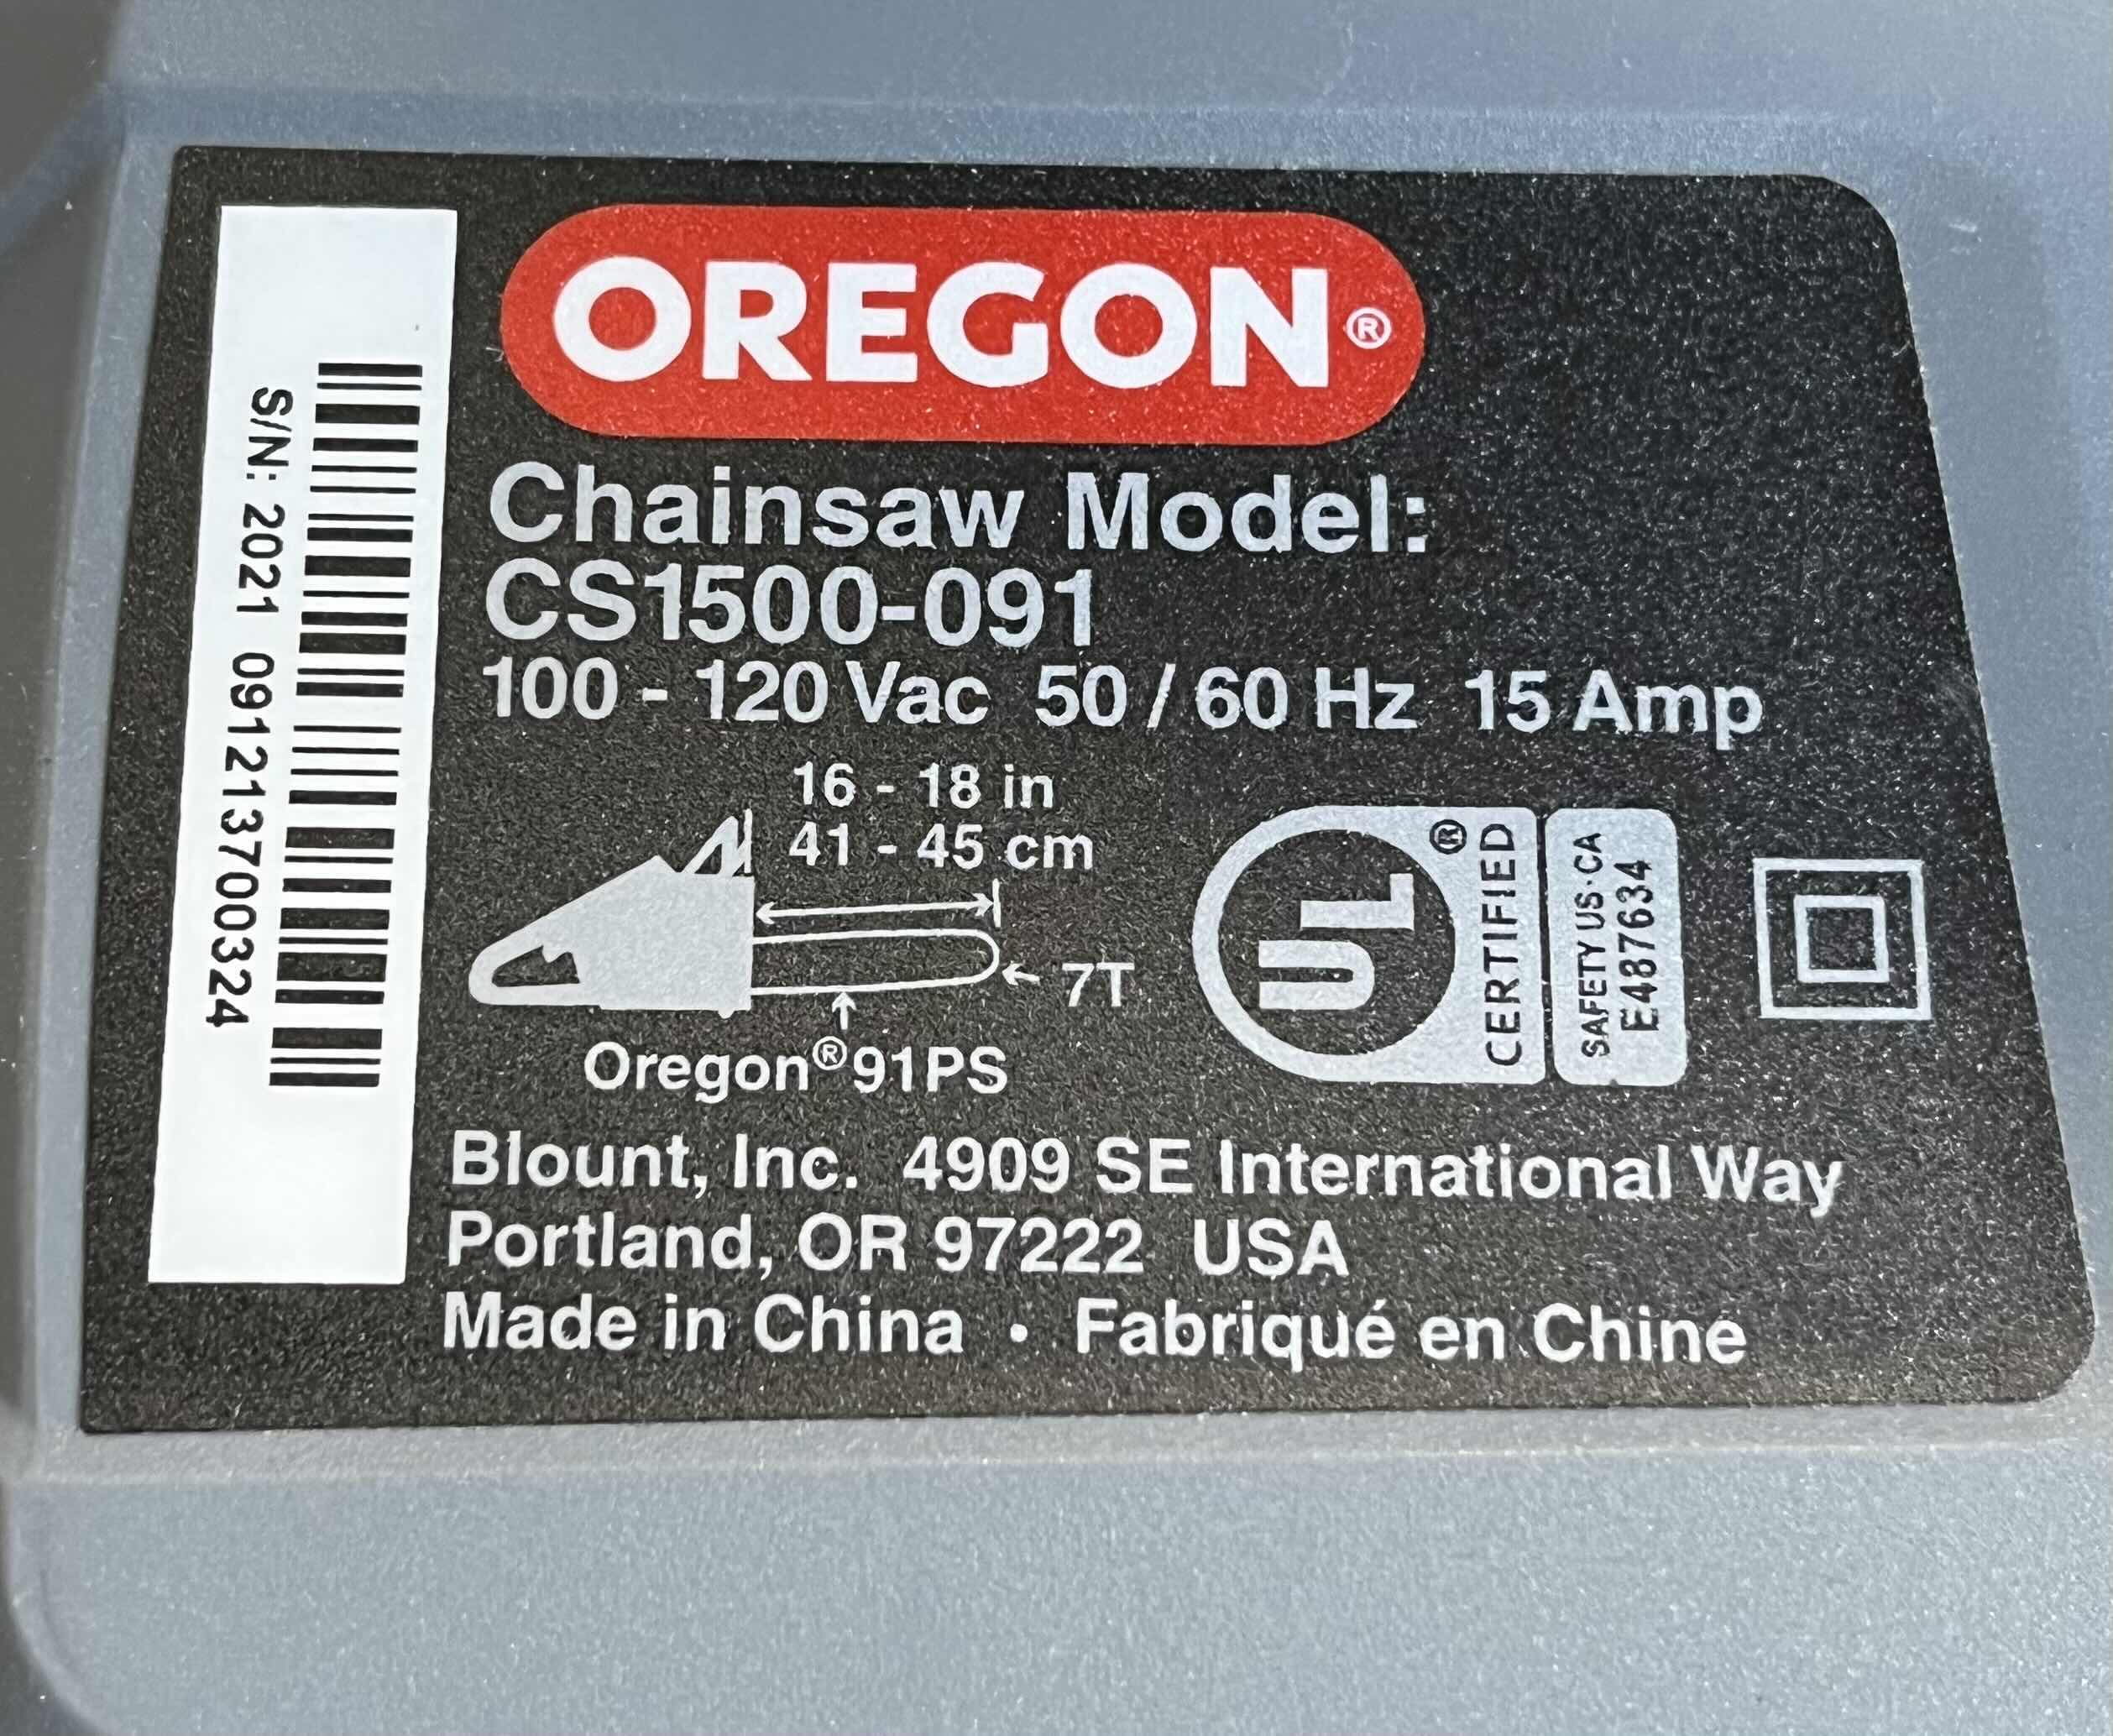 OREGON®
Chainsaw Model:
CS1500-091
100 - 120 Vac 50 / 60 Hz 15 Amp
16 - 18 in
41 - 45 cm
7T
Oregon® 91PS
UL ® CERTIFIED
SAFETY US·CA
E487634
Blount, Inc. 4909 SE International Way
Portland, OR 97222 USA
Made in China · Fabriqué en Chine
S/N: 2021 091213700324